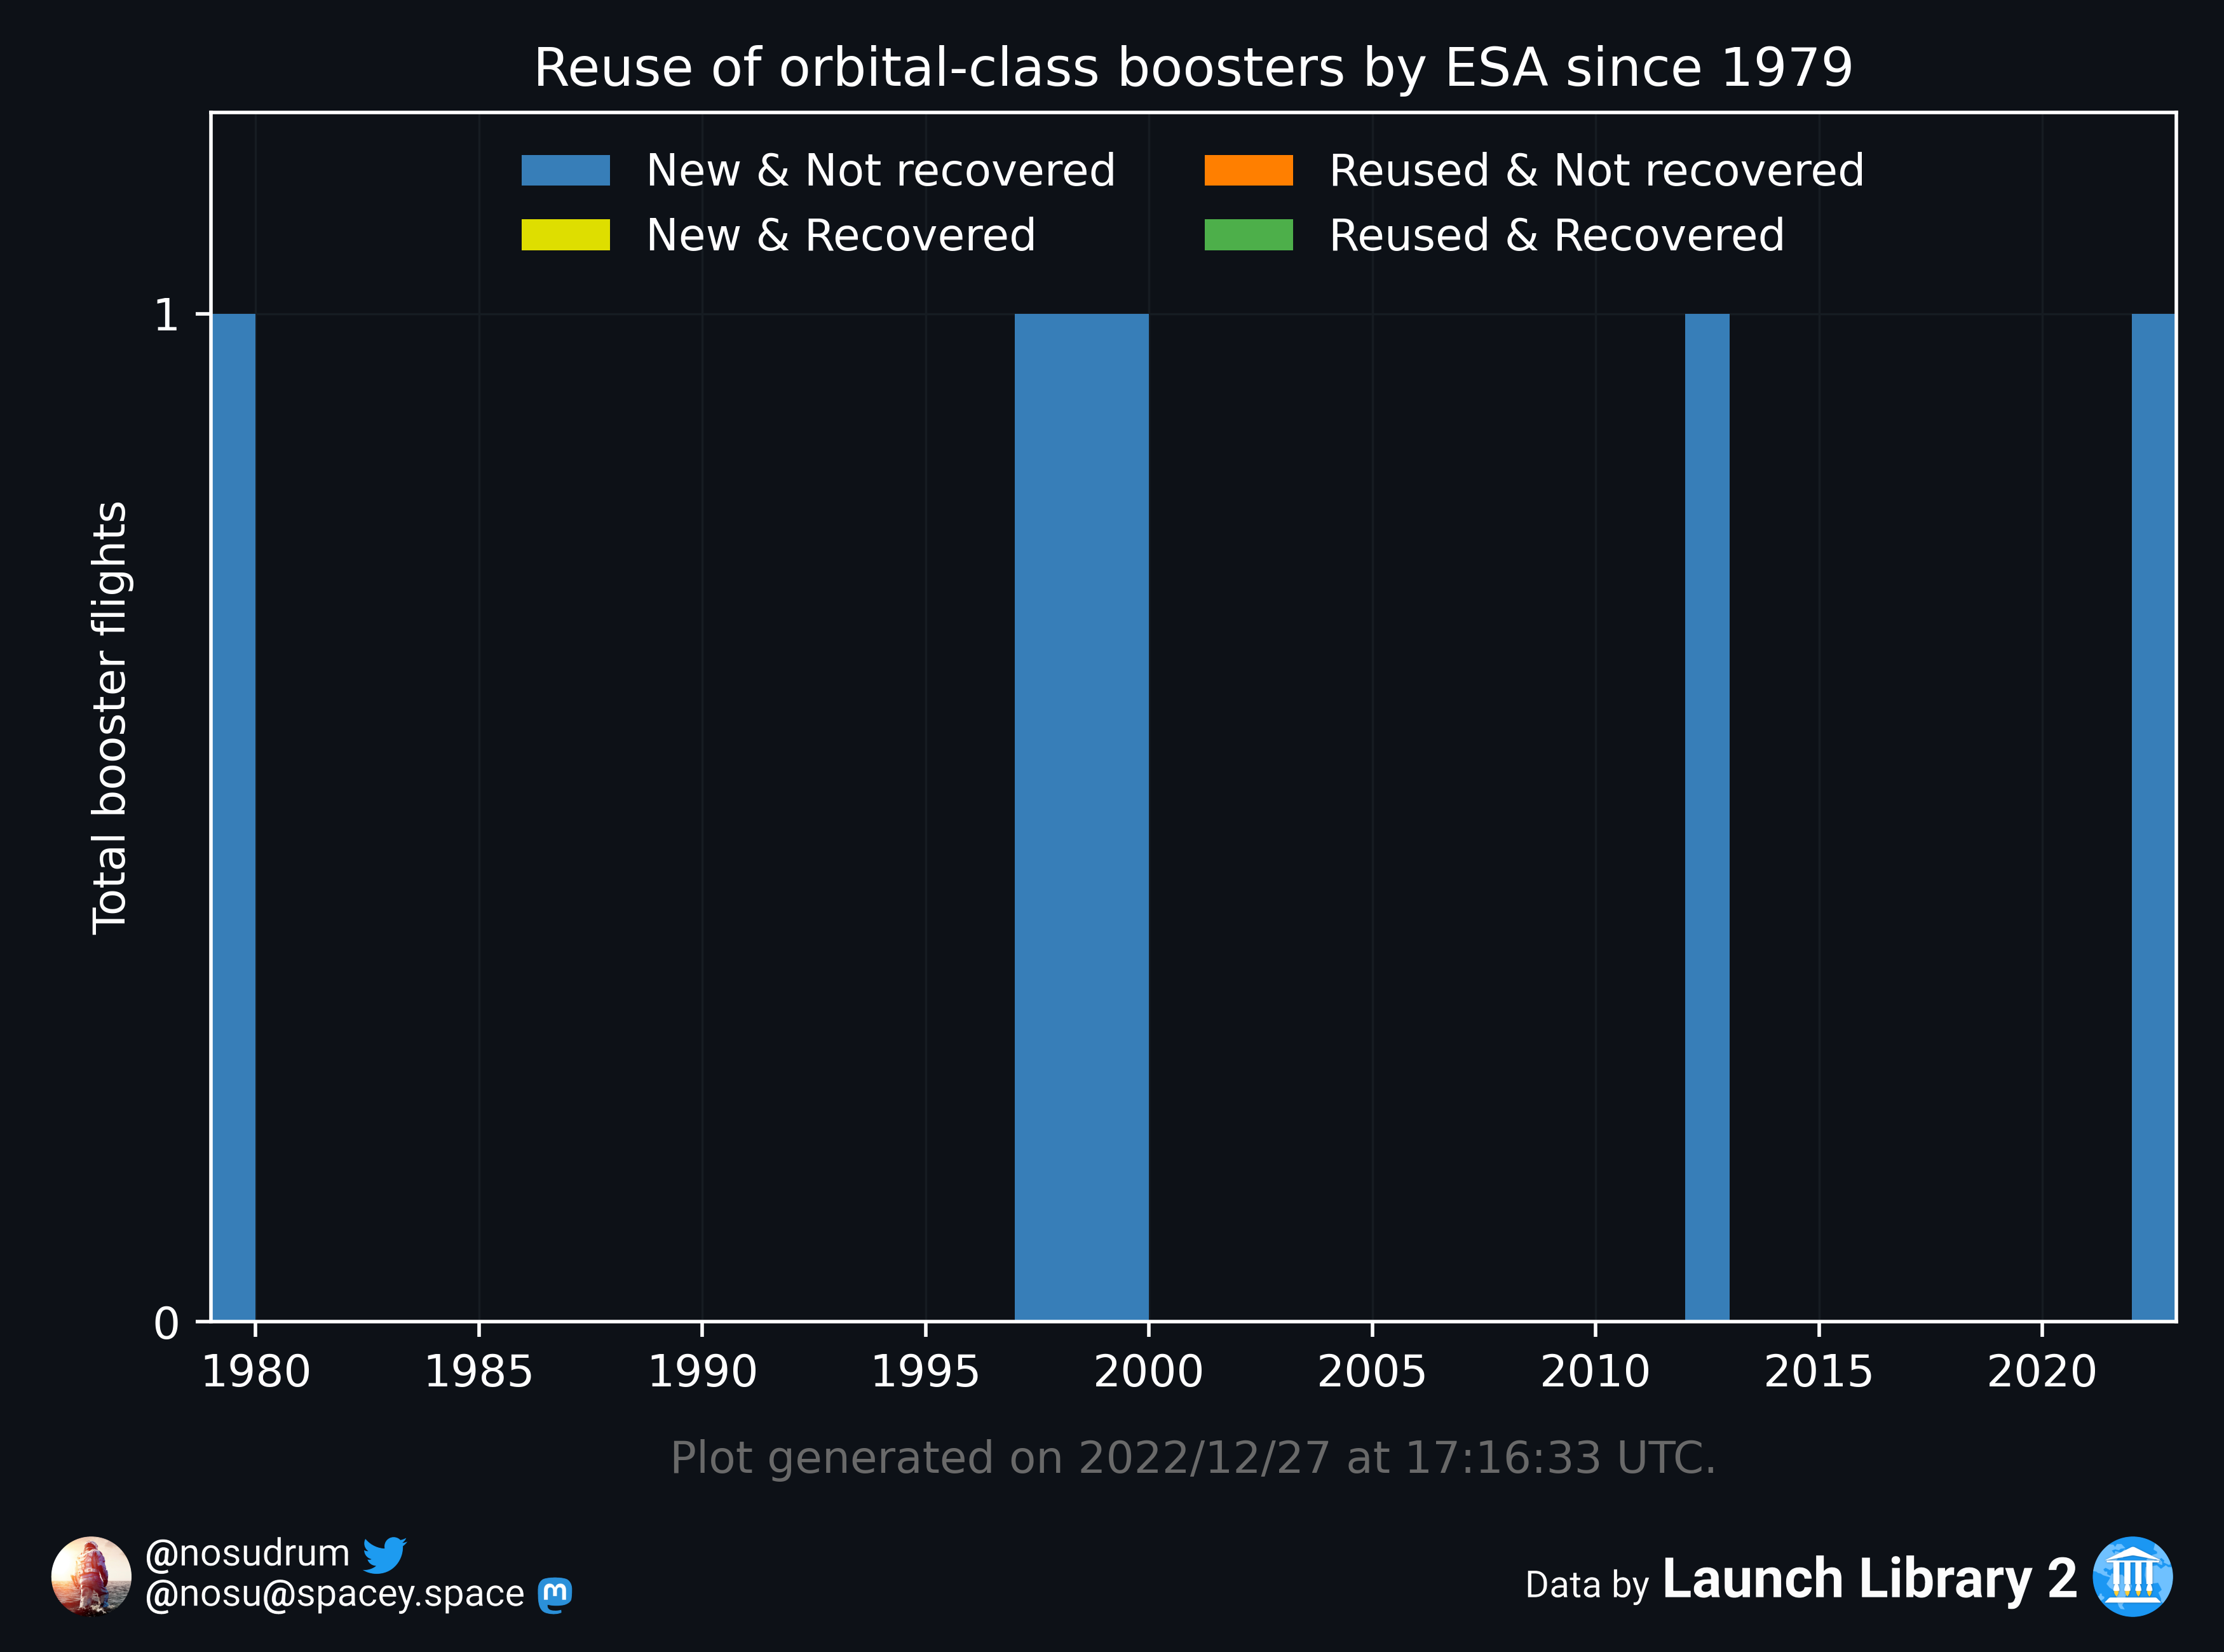 Reuse of orbital-class boosters by ESA since 1979
New & Not recovered
New & Recovered
Reused & Not recovered
Reused & Recovered
Total booster flights
1
0
1980 1985 1990 1995 2000 2005 2010 2015 2020
Plot generated on 2022/12/27 at 17:16:33 UTC.
@nosudrum
@nosu@spacey.space
Data by Launch Library 2